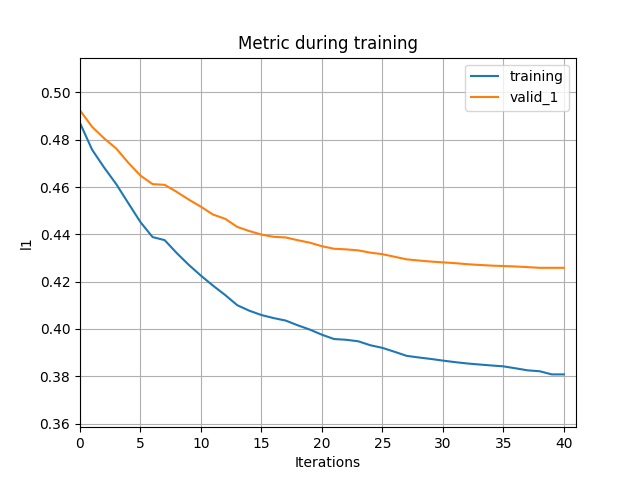 Metric during training
training
valid_1
l1
0.50
0.48
0.46
0.44
0.42
0.40
0.38
0.36
0 5 10 15 20 25 30 35 40
Iterations